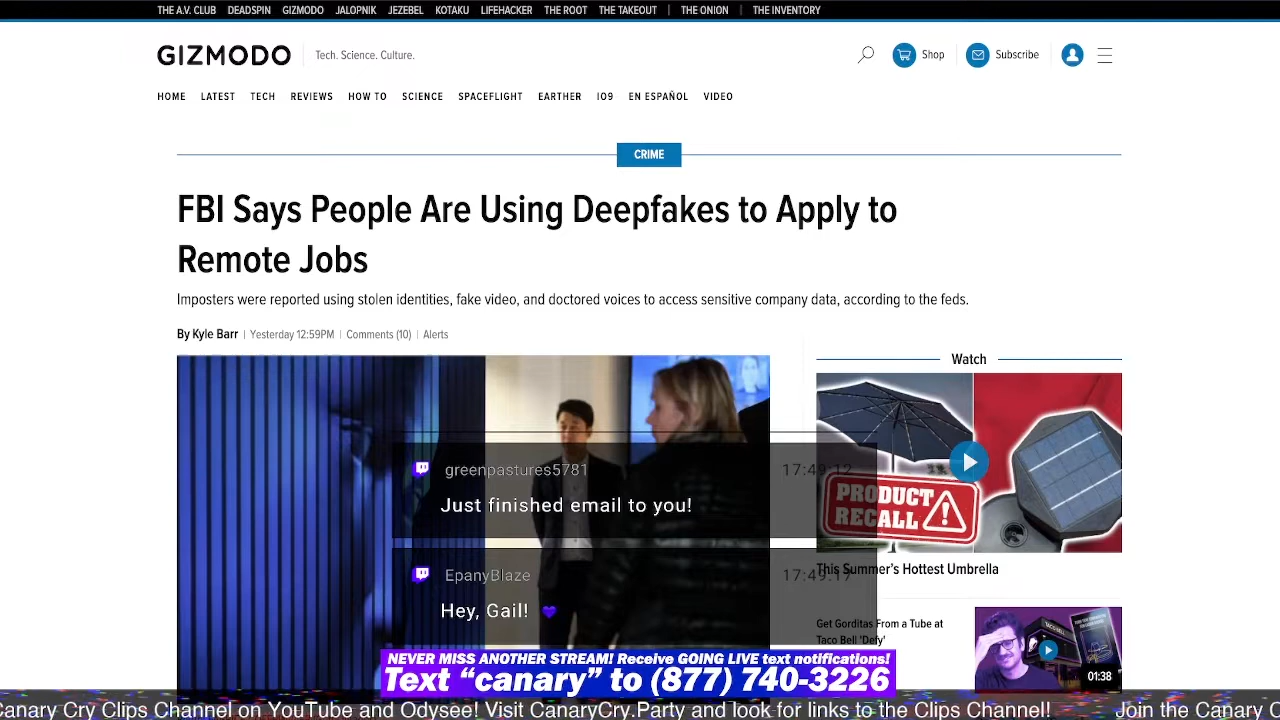 THE A.V. CLUB DEADSPIN GIZMODO JALOPNIK JEZEBEL KOTAKU LIFEHACKER THE ROOT THE TAKEOUT | THE ONION | THE INVENTORY
GIZMODO Tech. Science. Culture. Shop Subscribe
HOME LATEST TECH REVIEWS HOW TO SCIENCE SPACEFLIGHT EARTHER IO9 EN ESPAÑOL VIDEO
CRIME
FBI Says People Are Using Deepfakes to Apply to
Remote Jobs
Imposters were reported using stolen identities, fake video, and doctored voices to access sensitive company data, according to the feds.
By Kyle Barr | Yesterday 12:59PM | Comments (10) | Alerts
Watch
greenpastures5781 17:49:12
Just finished email to you!
PRODUCT
RECALL
This Summer's Hottest Umbrella
EpanyBlaze 17:49:17
Hey, Gail!
Get Gorditas From a Tube at
Taco Bell 'Defy'
01:38
NEVER MISS ANOTHER STREAM! Receive GOING LIVE text notifications!
Text “canary” to (877) 740-3226
Canary Cry Clips Channel on YouTube and Odysee! Visit CanaryCry.Party and look for links to the Clips Channel! Join the Canary C